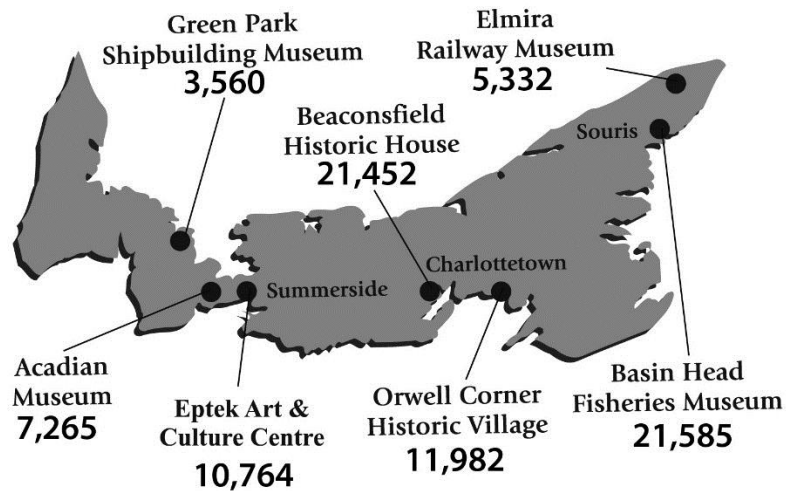 Green Park
Shipbuilding Museum
3,560
Elmira
Railway Museum
5,332
Beaconsfield
Historic House
21,452
Souris
Charlottetown
Summerside
Acadian
Museum
7,265
Eptek Art &
Culture Centre
10,764
Orwell Corner
Historic Village
11,982
Basin Head
Fisheries Museum
21,585